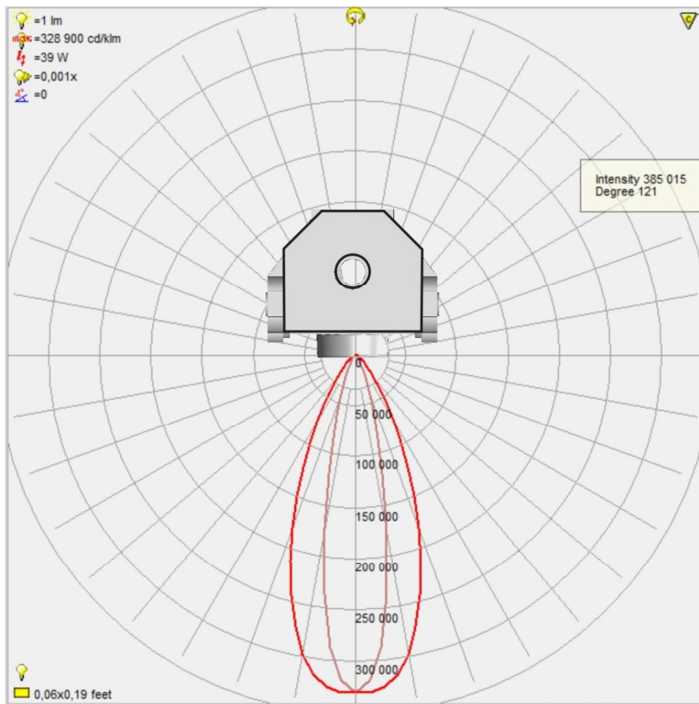 =1 lm
max =328 900 cd/klm
=39 W
=0,001x
=0
C
Intensity 385 015
Degree 121
0
50 000
100 000
150 000
200 000
250 000
300 000
0,06x0,19 feet